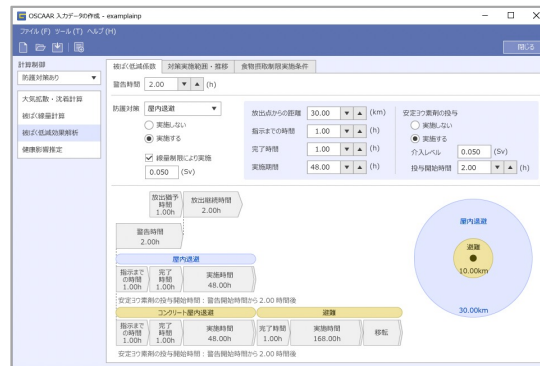 OSCAAR 入力データの作成 - examplainp
ファイル (F) ツール (T) ヘルプ (H)
閉じる
計算制御
防護対策あり
大気拡散・沈着計算
被ばく線量計算
被ばく低減効果解析
健康影響推定
被ばく低減係数 対策実施範囲・推移 食物摂取制限実施条件
警告時間 2.00 (h)
防護対策 屋内退避
実施しない
実施する
線量制限により実施
0.050 (Sv)
放出点からの距離 30.00 (km)
指示までの時間 1.00 (h)
完了時間 1.00 (h)
実施期間 48.00 (h)
安定ヨウ素剤の投与
実施しない
実施する
介入レベル 0.050 (Sv)
投与開始時間 2.00 (h)
放出猶予
時間
1.00h
放出継続時間
2.00h
警告時間
2.00h
屋内退避
指示まで
の時間
1.00h
完了
時間
1.00h
実施時間
48.00h
安定ヨウ素剤の投与開始時間：警告開始時間から 2.00 時間後
コンクリート屋内退避 避難
指示まで
の時間
1.00h
完了
時間
1.00h
実施時間
48.00h
完了時間
1.00h
実施時間
168.00h
移転
安定ヨウ素剤の投与開始時間：警告開始時間から 2.00 時間後
屋内退避
避難
10.00km
30.00km